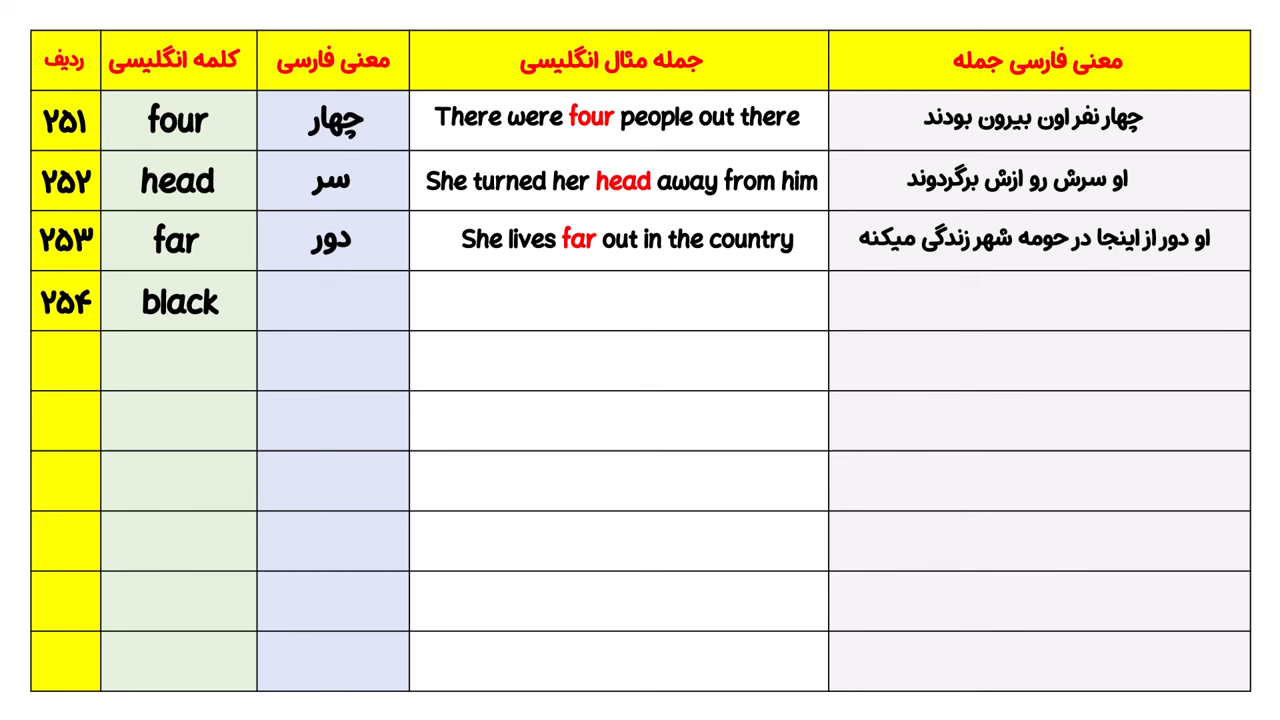 ردیف کلمه انگلیسی معنی فارسی جمله مثال انگلیسی معنی فارسی جمله
۲۵۱ four چهار There were four people out there چهار نفر اون بیرون بودند
۲۵۲ head سر She turned her head away from him او سرش رو ازش برگردوند
۲۵۳ far دور She lives far out in the country او دور از اینجا در حومه شهر زندگی میکنه
۲۵۴ black